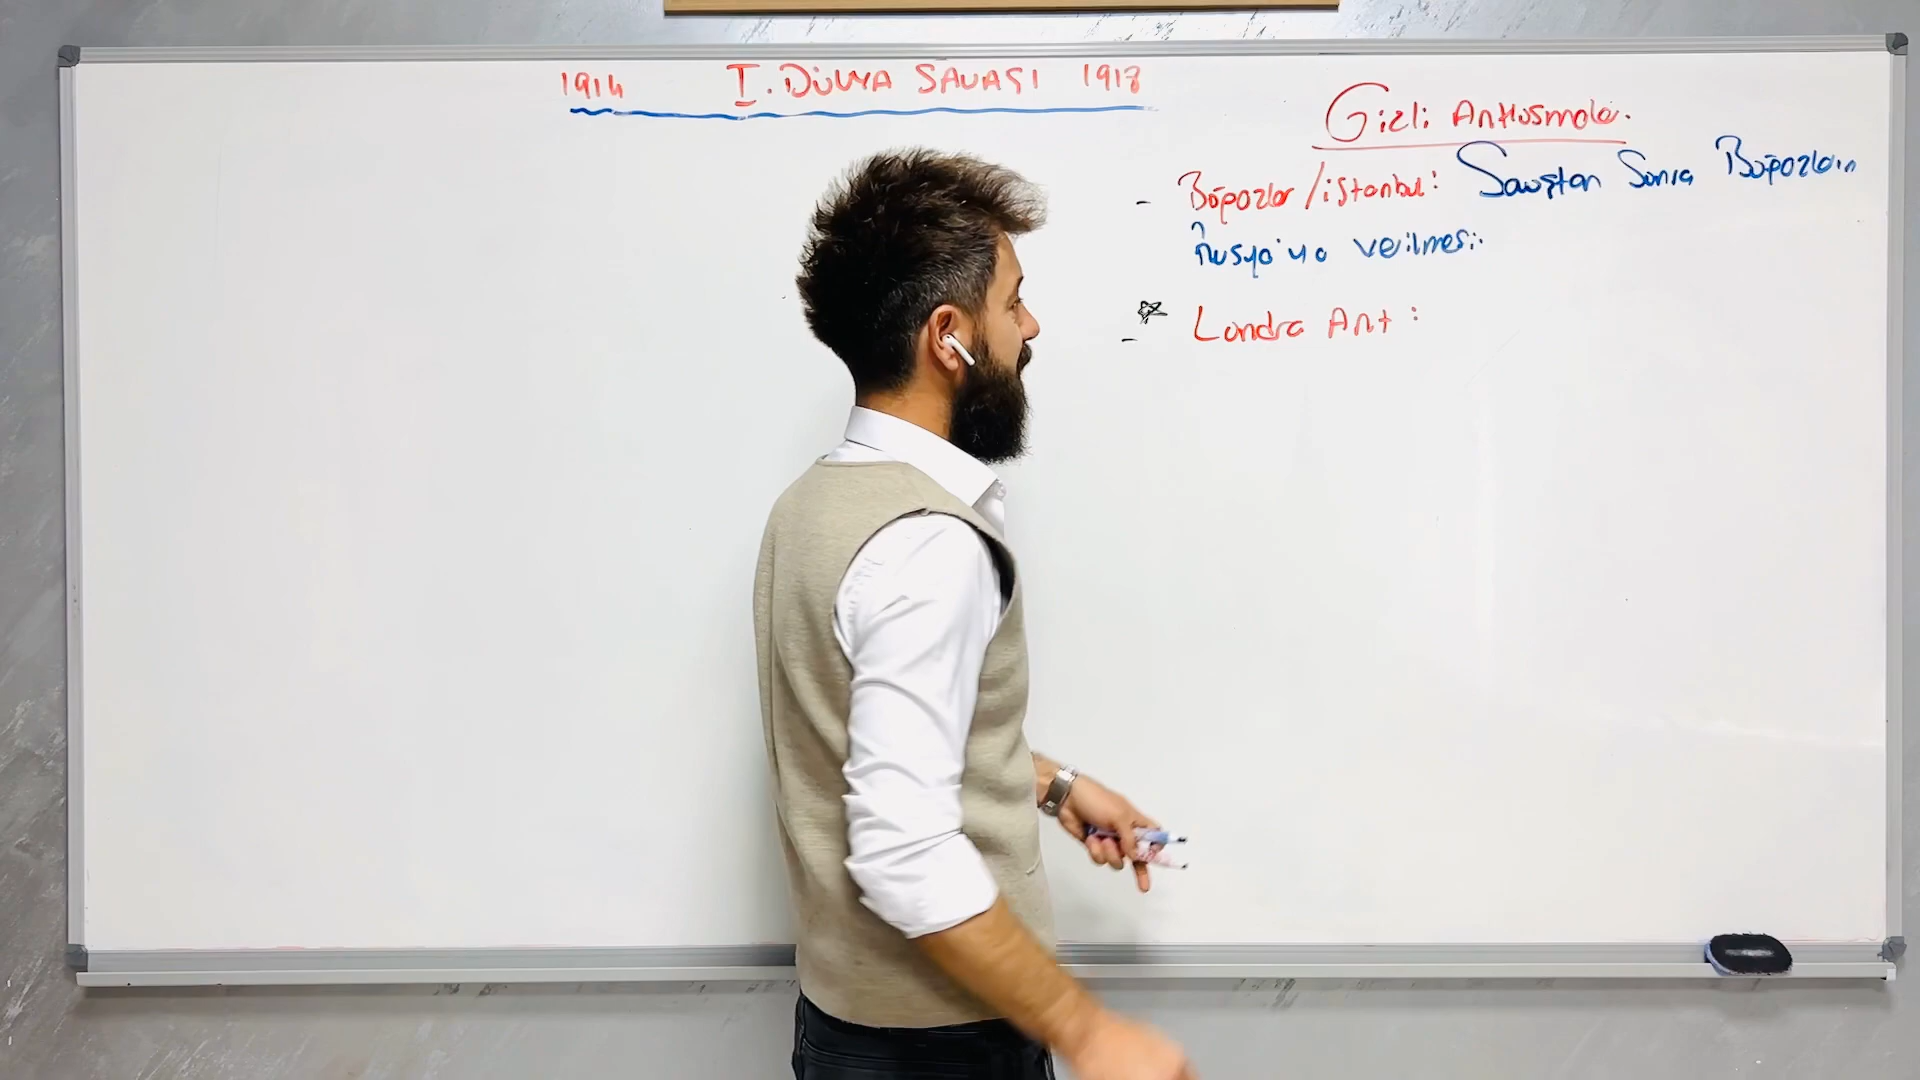 1914 I. DÜNYA SAVAŞI 1918
Gizli Antlaşmalar.
- Boğazlar / İstanbul: Savaştan Sonra Boğazların
Rusya'ya verilmesi.
- Londra Ant: